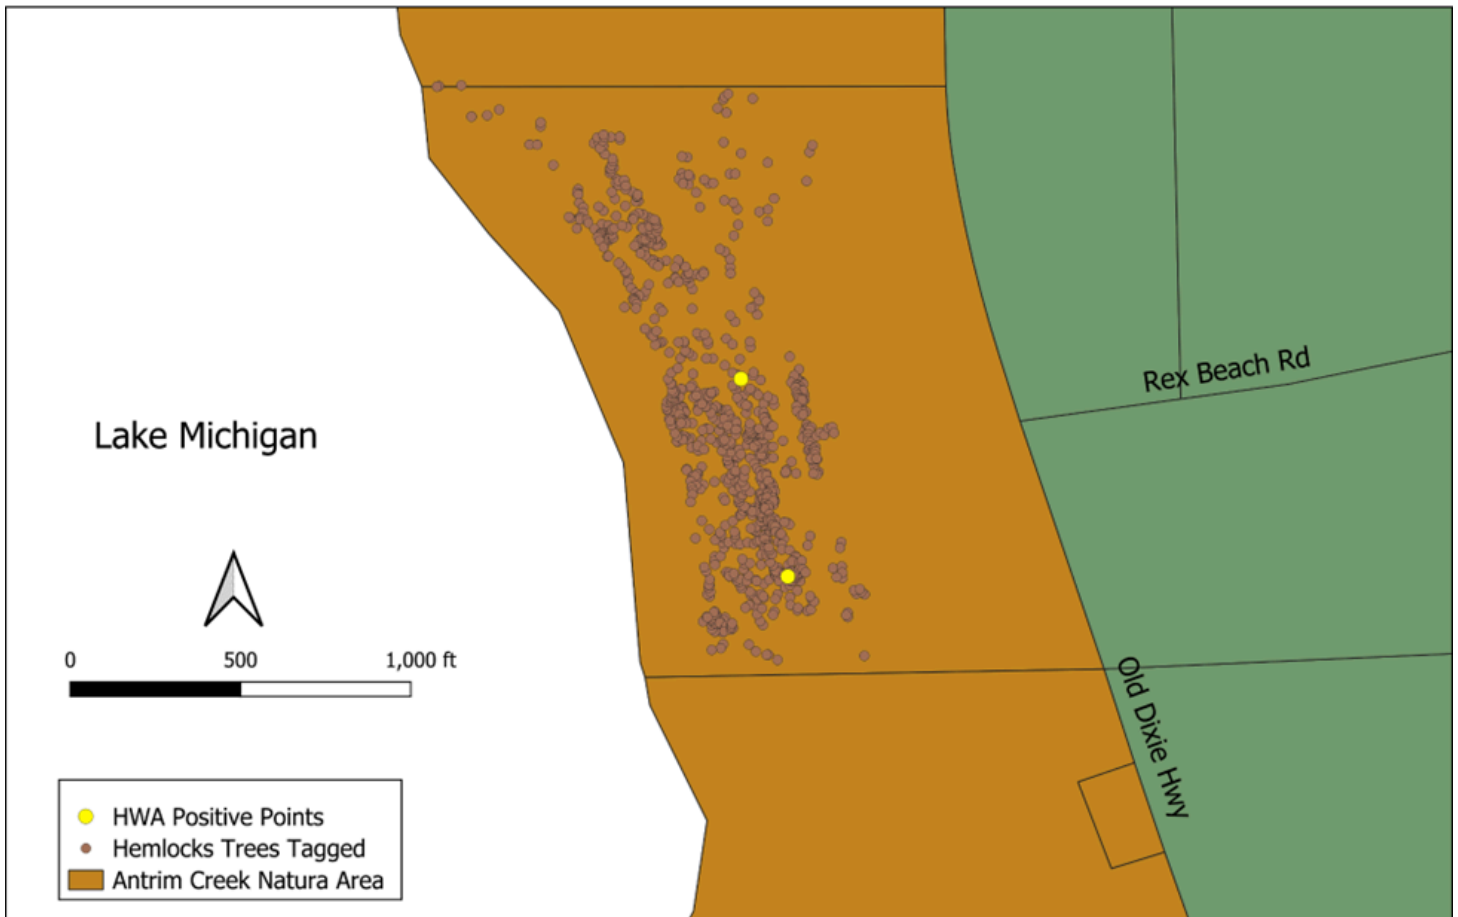 Rex Beach Rd
Lake Michigan
0 500 1,000 ft
Old Dixie Hwy
HWA Positive Points
Hemlocks Trees Tagged
Antrim Creek Natura Area